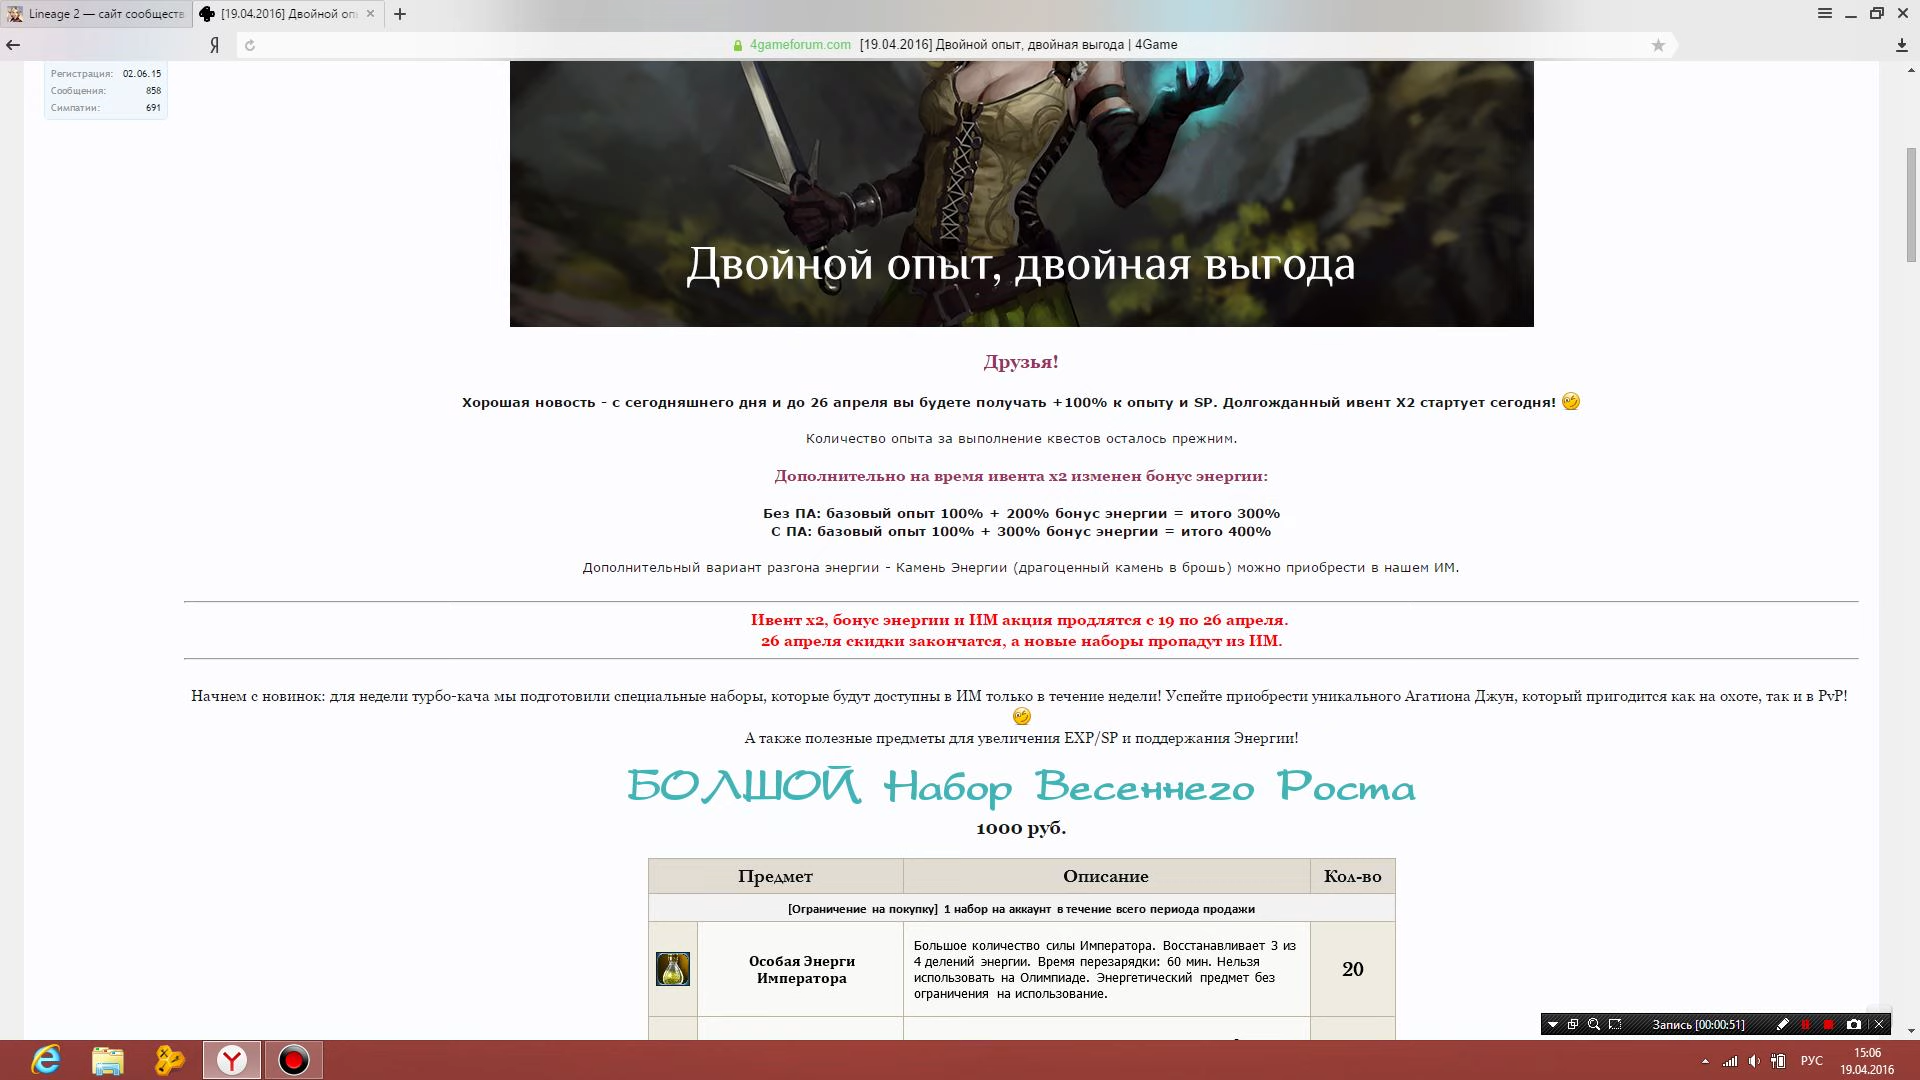 Lineage 2 — сайт сообществ
[19.04.2016] Двойной оп
4gameforum.com [19.04.2016] Двойной опыт, двойная выгода | 4Game
Регистрация: 02.06.15
Сообщения: 858
Симпатии: 691
Двойной опыт, двойная выгода
Друзья!
Хорошая новость - с сегодняшнего дня и до 26 апреля вы будете получать +100% к опыту и SP. Долгожданный ивент X2 стартует сегодня!
Количество опыта за выполнение квестов осталось прежним.
Дополнительно на время ивента x2 изменен бонус энергии:
Без ПА: базовый опыт 100% + 200% бонус энергии = итого 300%
С ПА: базовый опыт 100% + 300% бонус энергии = итого 400%
Дополнительный вариант разгона энергии - Камень Энергии (драгоценный камень в брошь) можно приобрести в нашем ИМ.
Ивент x2, бонус энергии и ИМ акция продлятся с 19 по 26 апреля.
26 апреля скидки закончатся, а новые наборы пропадут из ИМ.
Начнем с новинок: для недели турбо-кача мы подготовили специальные наборы, которые будут доступны в ИМ только в течение недели! Успейте приобрести уникального Агатиона Джун, который пригодится как на охоте, так и в PvP!
А также полезные предметы для увеличения EXP/SP и поддержания Энергии!
БОЛШОЙ Набор Весеннего Роста
1000 руб.
Предмет Описание Кол-во
[Ограничение на покупку] 1 набор на аккаунт в течение всего периода продажи
Особая Энерги
Императора
Большое количество силы Императора. Восстанавливает 3 из
4 делений энергии. Время перезарядки: 60 мин. Нельзя
использовать на Олимпиаде. Энергетический предмет без
ограничения на использование.
20
Запись [00:00:51]
РУС
15:06
19.04.2016